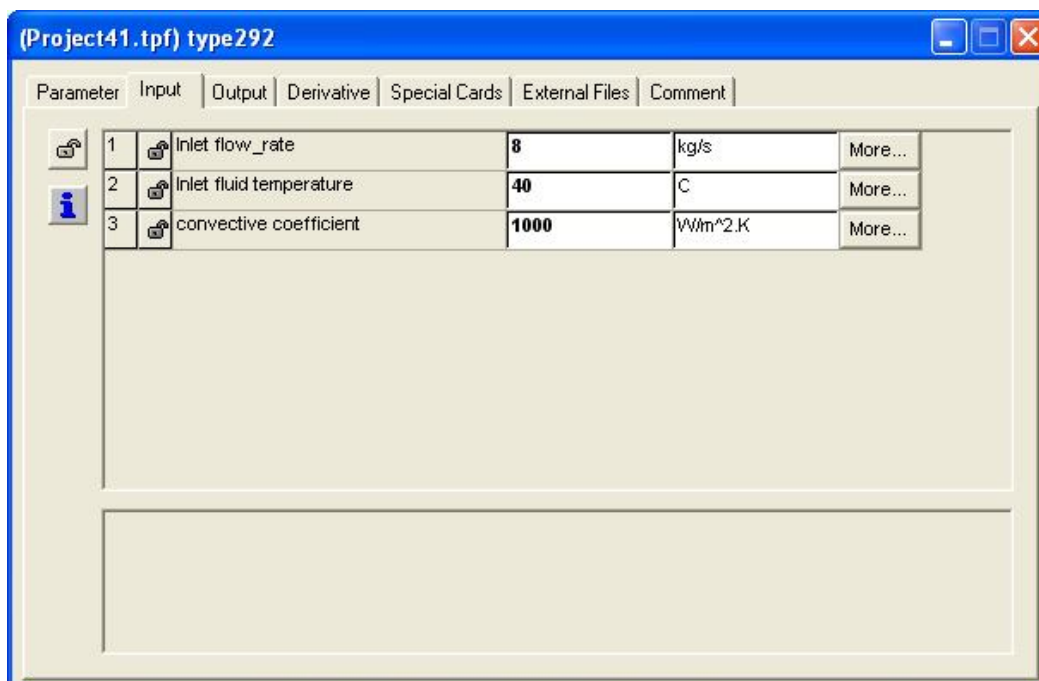 (Project41.tpf) type292
Parameter Input Output Derivative Special Cards External Files Comment
1 Inlet flow_rate 8 kg/s More...
2 Inlet fluid temperature 40 C More...
3 convective coefficient 1000 W/m^2.K More...